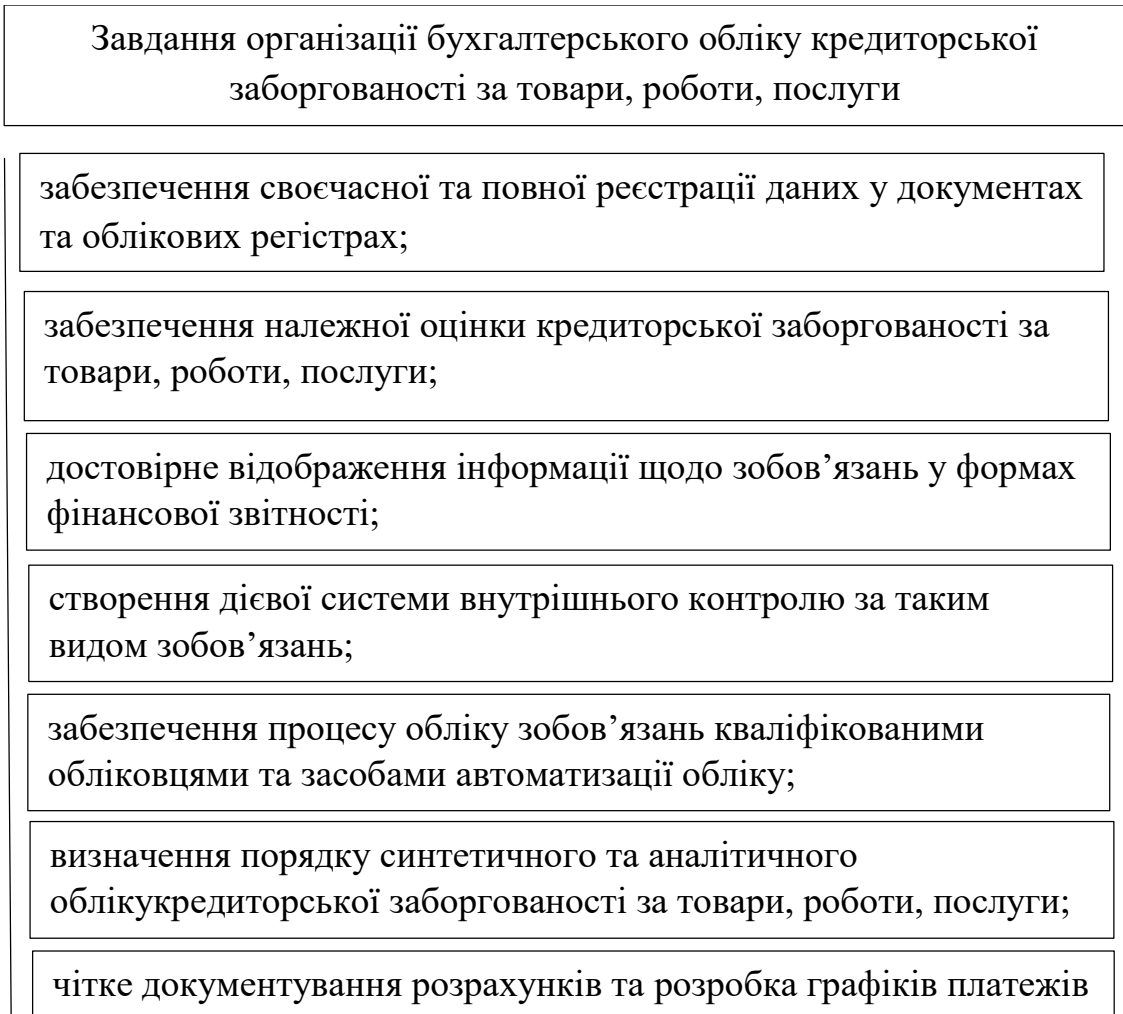 Завдання організації бухгалтерського обліку кредиторської
заборгованості за товари, роботи, послуги
забезпечення своєчасної та повної реєстрації даних у документах
та облікових регістрах;
забезпечення належної оцінки кредиторської заборгованості за
товари, роботи, послуги;
достовірне відображення інформації щодо зобов’язань у формах
фінансової звітності;
створення дієвої системи внутрішнього контролю за таким
видом зобов’язань;
забезпечення процесу обліку зобов’язань кваліфікованими
обліковцями та засобами автоматизації обліку;
визначення порядку синтетичного та аналітичного
облікукредиторської заборгованості за товари, роботи, послуги;
чітке документування розрахунків та розробка графіків платежів